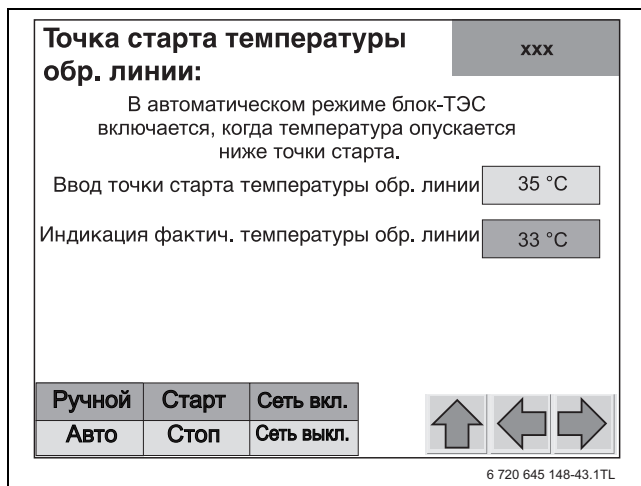 Точка старта температуры
обр. линии:
xxx
В автоматическом режиме блок-ТЭС
включается, когда температура опускается
ниже точки старта.
Ввод точки старта температуры обр. линии
35 °C
Индикация фактич. температуры обр. линии
33 °C
Ручной Старт Сеть вкл.
Авто Стоп Сеть выкл.
6 720 645 148-43.1TL